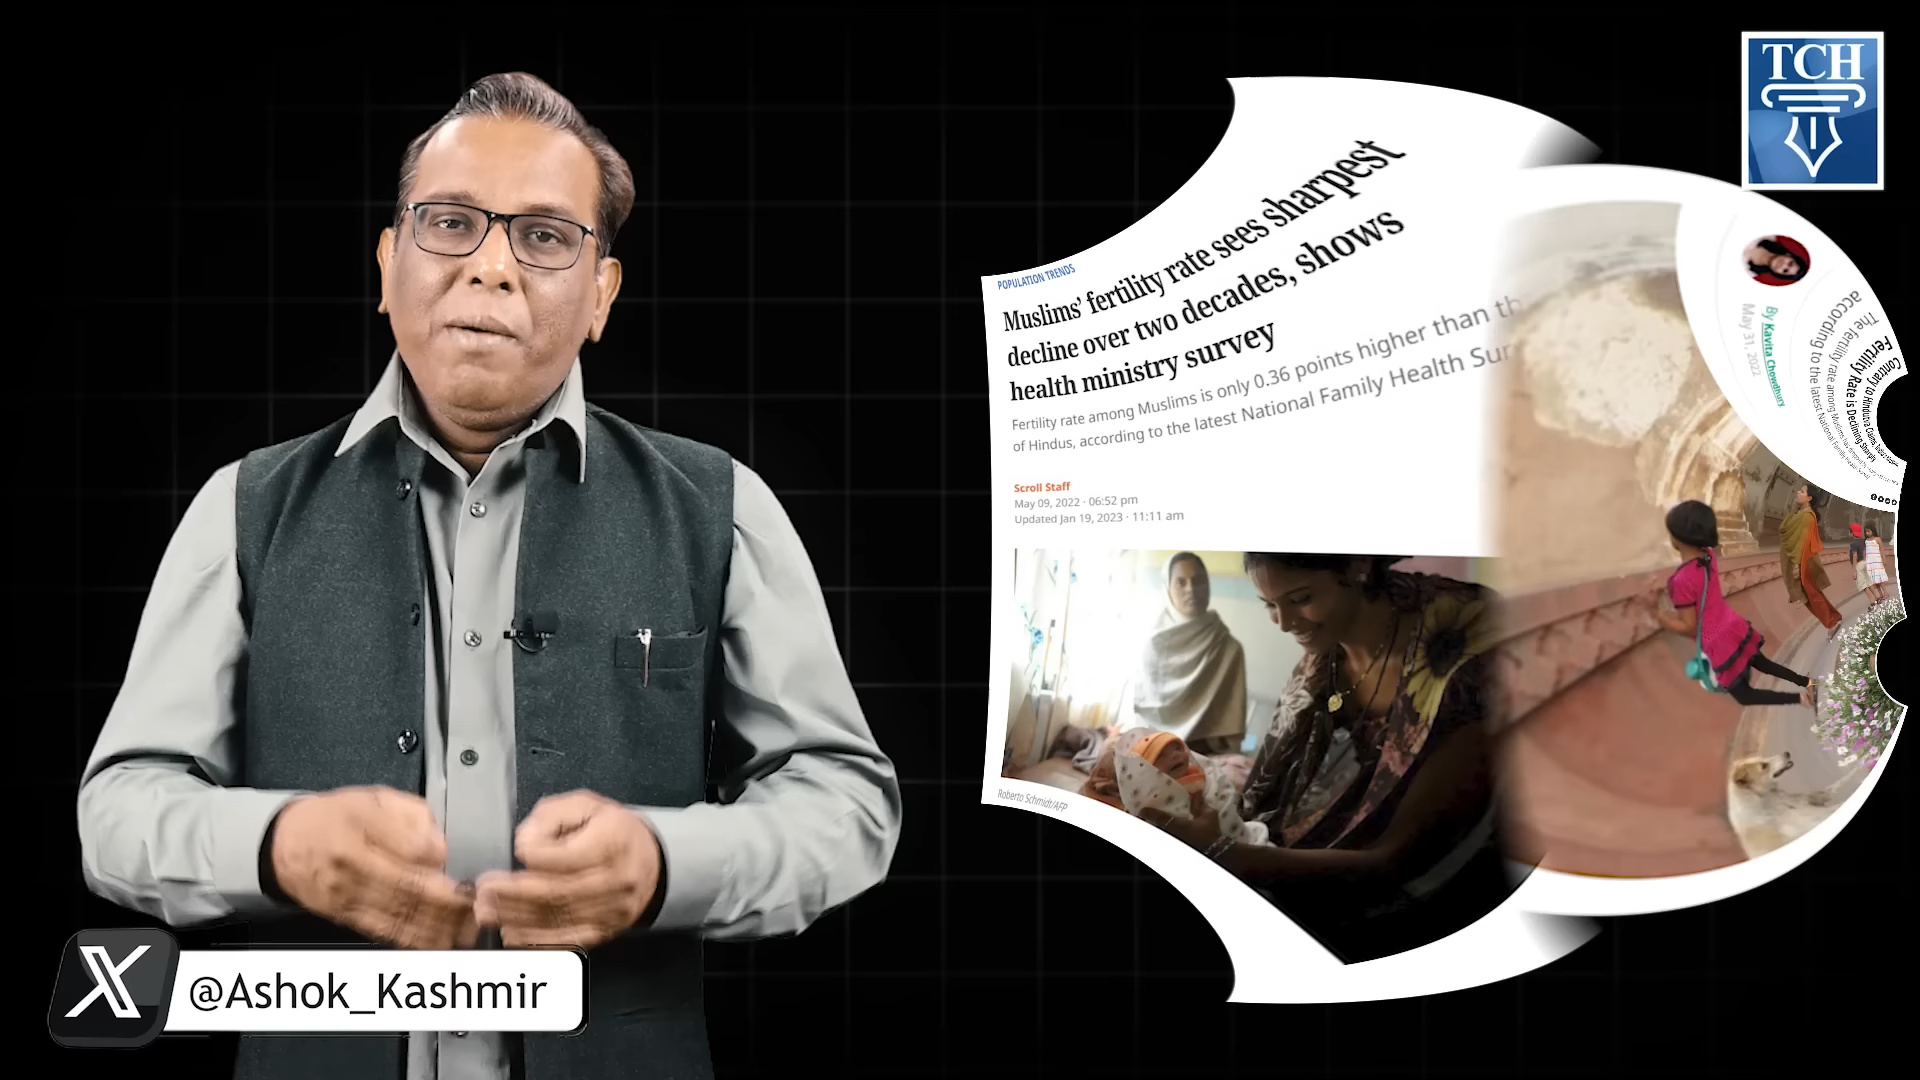 TCH
POPULATION TRENDS
Muslims’ fertility rate sees sharpest
decline over two decades, shows
health ministry survey
Fertility rate among Muslims is only 0.36 points higher than th
of Hindus, according to the latest National Family Health Sur
Scroll Staff
May 09, 2022 · 06:52 pm
Updated Jan 19, 2023 · 11:11 am
Roberto Schmidt/AFP
By Kavita Chowdhury
May 31, 2022
Fertility Rate is Declining Sharply
The fertility rate among Muslims has
according to the latest National Family Health
@Ashok_Kashmir